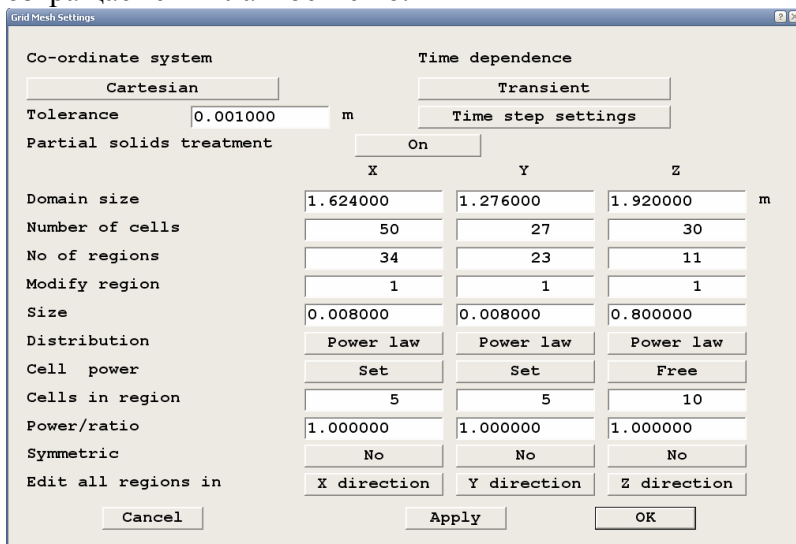 Grid Mesh Settings
Co-ordinate system Time dependence
Cartesian Transient
Tolerance 0.001000 m Time step settings
Partial solids treatment On
X Y Z
Domain size 1.624000 1.276000 1.920000 m
Number of cells 50 27 30
No of regions 34 23 11
Modify region 1 1 1
Size 0.008000 0.008000 0.800000
Distribution Power law Power law Power law
Cell power Set Set Free
Cells in region 5 5 10
Power/ratio 1.000000 1.000000 1.000000
Symmetric No No No
Edit all regions in X direction Y direction Z direction
Cancel Apply OK